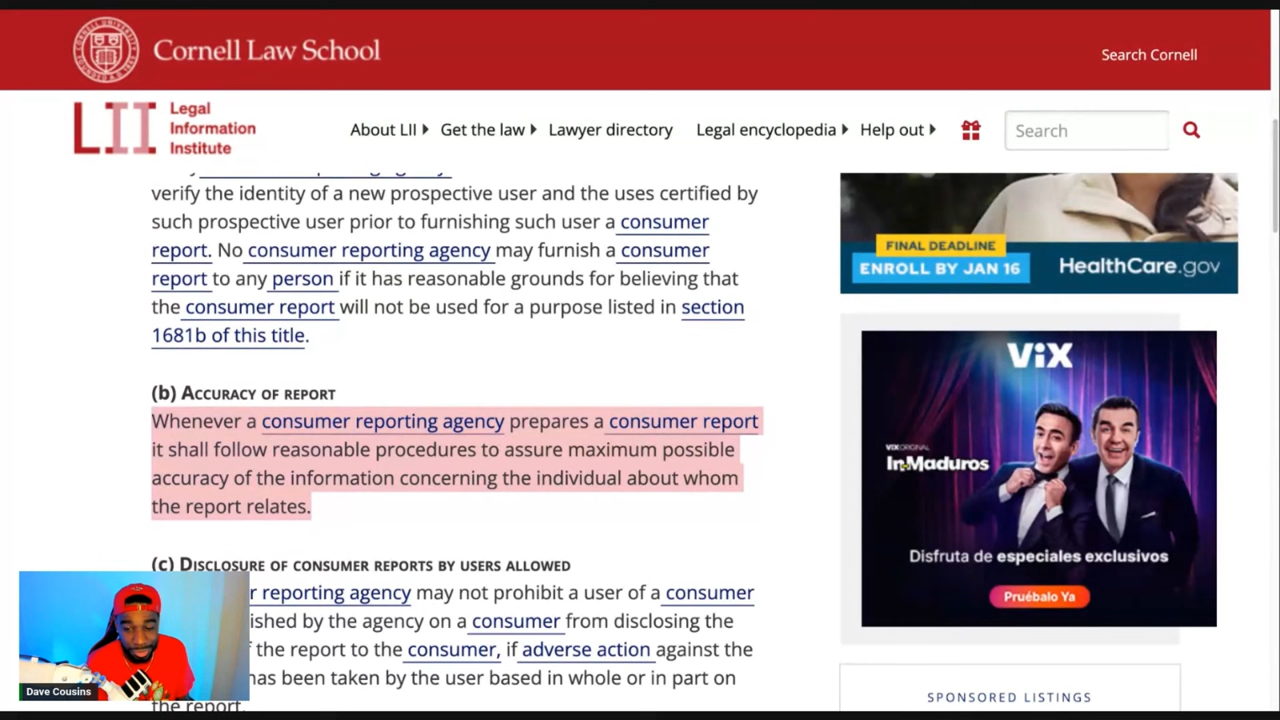 Cornell Law School
Search Cornell
LII
Legal
Information
Institute
About LII
Get the law
Lawyer directory
Legal encyclopedia
Help out
Search
verify the identity of a new prospective user and the uses certified by
such prospective user prior to furnishing such user a consumer
report. No consumer reporting agency may furnish a consumer
report to any person if it has reasonable grounds for believing that
the consumer report will not be used for a purpose listed in section
1681b of this title.
(b) Accuracy of report
Whenever a consumer reporting agency prepares a consumer report
it shall follow reasonable procedures to assure maximum possible
accuracy of the information concerning the individual about whom
the report relates.
(c) Disclosure of consumer reports by users allowed
reporting agency may not prohibit a user of a consumer
by the agency on a consumer from disclosing the
the report to the consumer, if adverse action against the
has been taken by the user based in whole or in part on
the report.
FINAL DEADLINE
ENROLL BY JAN 16
HealthCare.gov
ViX
ViX ORIGINAL
InMaduros
Disfruta de especiales exclusivos
Pruébalo Ya
SPONSORED LISTINGS
Dave Cousins